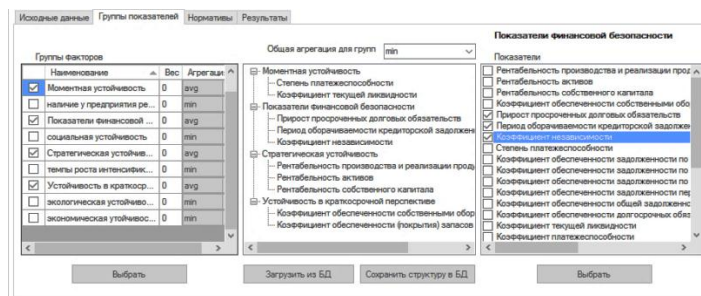 Исходные данные Группы показателей Нормативы Результаты
Показатели финансовой безопасности
Общая агрегация для групп min
Группы факторов
Показатели
Наименование Вес Агрегаци
Моментная устойчивость 0 avg
наличие у предприятия ре... 0 min
Показатели финансовой ... 0 avg
социальная устойчивость 0 min
Стратегическая устойчив... 0 avg
темпы роста интенсифик... 0 min
Устойчивость в краткоср... 0 avg
экологическая устойчиво... 0 min
экономическая утойчивос... 0 min
Моментная устойчивость
Степень платежеспособности
Коэффициент текущей ликвидности
Показатели финансовой безопасности
Прирост просроченных долговых обязательств
Период оборачиваемости кредиторской задолжен
Коэффициент независимости
Стратегическая устойчивость
Рентабельность производства и реализации проду
Рентабельность активов
Рентабельность собственного капитала
Устойчивость в краткосрочной перспективе
Коэффициент обеспеченности собственными обор
Коэффициент обеспеченности (покрытия) запасов
Рентабельность производства и реализации прод
Рентабельность активов
Рентабельность собственного капитала
Коэффициент обеспеченности собственными обо
Прирост просроченных долговых обязательств
Период оборачиваемости кредиторской задолжен
Коэффициент независимости
Степень платежеспособности
Коэффициент обеспеченности задолженности по
Коэффициент обеспеченности задолженности по
Коэффициент обеспеченности задолженности по
Коэффициент обеспеченности задолженности пер
Коэффициент обеспеченности общей задолженно
Коэффициент обеспеченности долгосрочных обяз
Коэффициент текущей ликвидности
Коэффициент платежеспособности
Выбрать Загрузить из БД Сохранить структуру в БД Выбрать